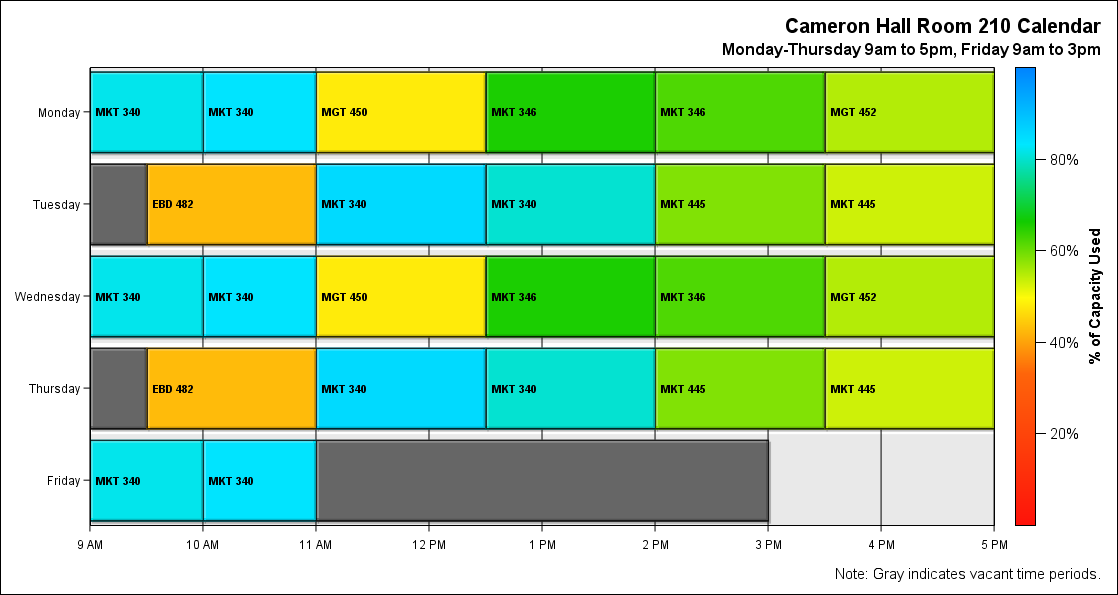 Cameron Hall Room 210 Calendar
Monday-Thursday 9am to 5pm, Friday 9am to 3pm
Monday MKT 340 MKT 340 MGT 450 MKT 346 MKT 346 MGT 452
Tuesday EBD 482 MKT 340 MKT 340 MKT 445 MKT 445
Wednesday MKT 340 MKT 340 MGT 450 MKT 346 MKT 346 MGT 452
Thursday EBD 482 MKT 340 MKT 340 MKT 445 MKT 445
Friday MKT 340 MKT 340
9 AM 10 AM 11 AM 12 PM 1 PM 2 PM 3 PM 4 PM 5 PM
80%
60%
40%
20%
% of Capacity Used
Note: Gray indicates vacant time periods.